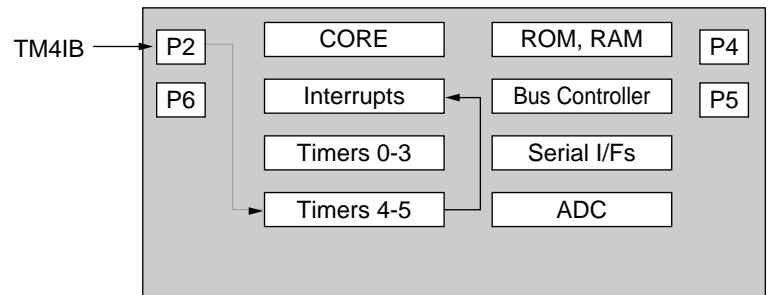 CORE
ROM, RAM
TM4IB
P2
P4
P6
Interrupts
Bus Controller
P5
Timers 0-3
Serial I/Fs
Timers 4-5
ADC